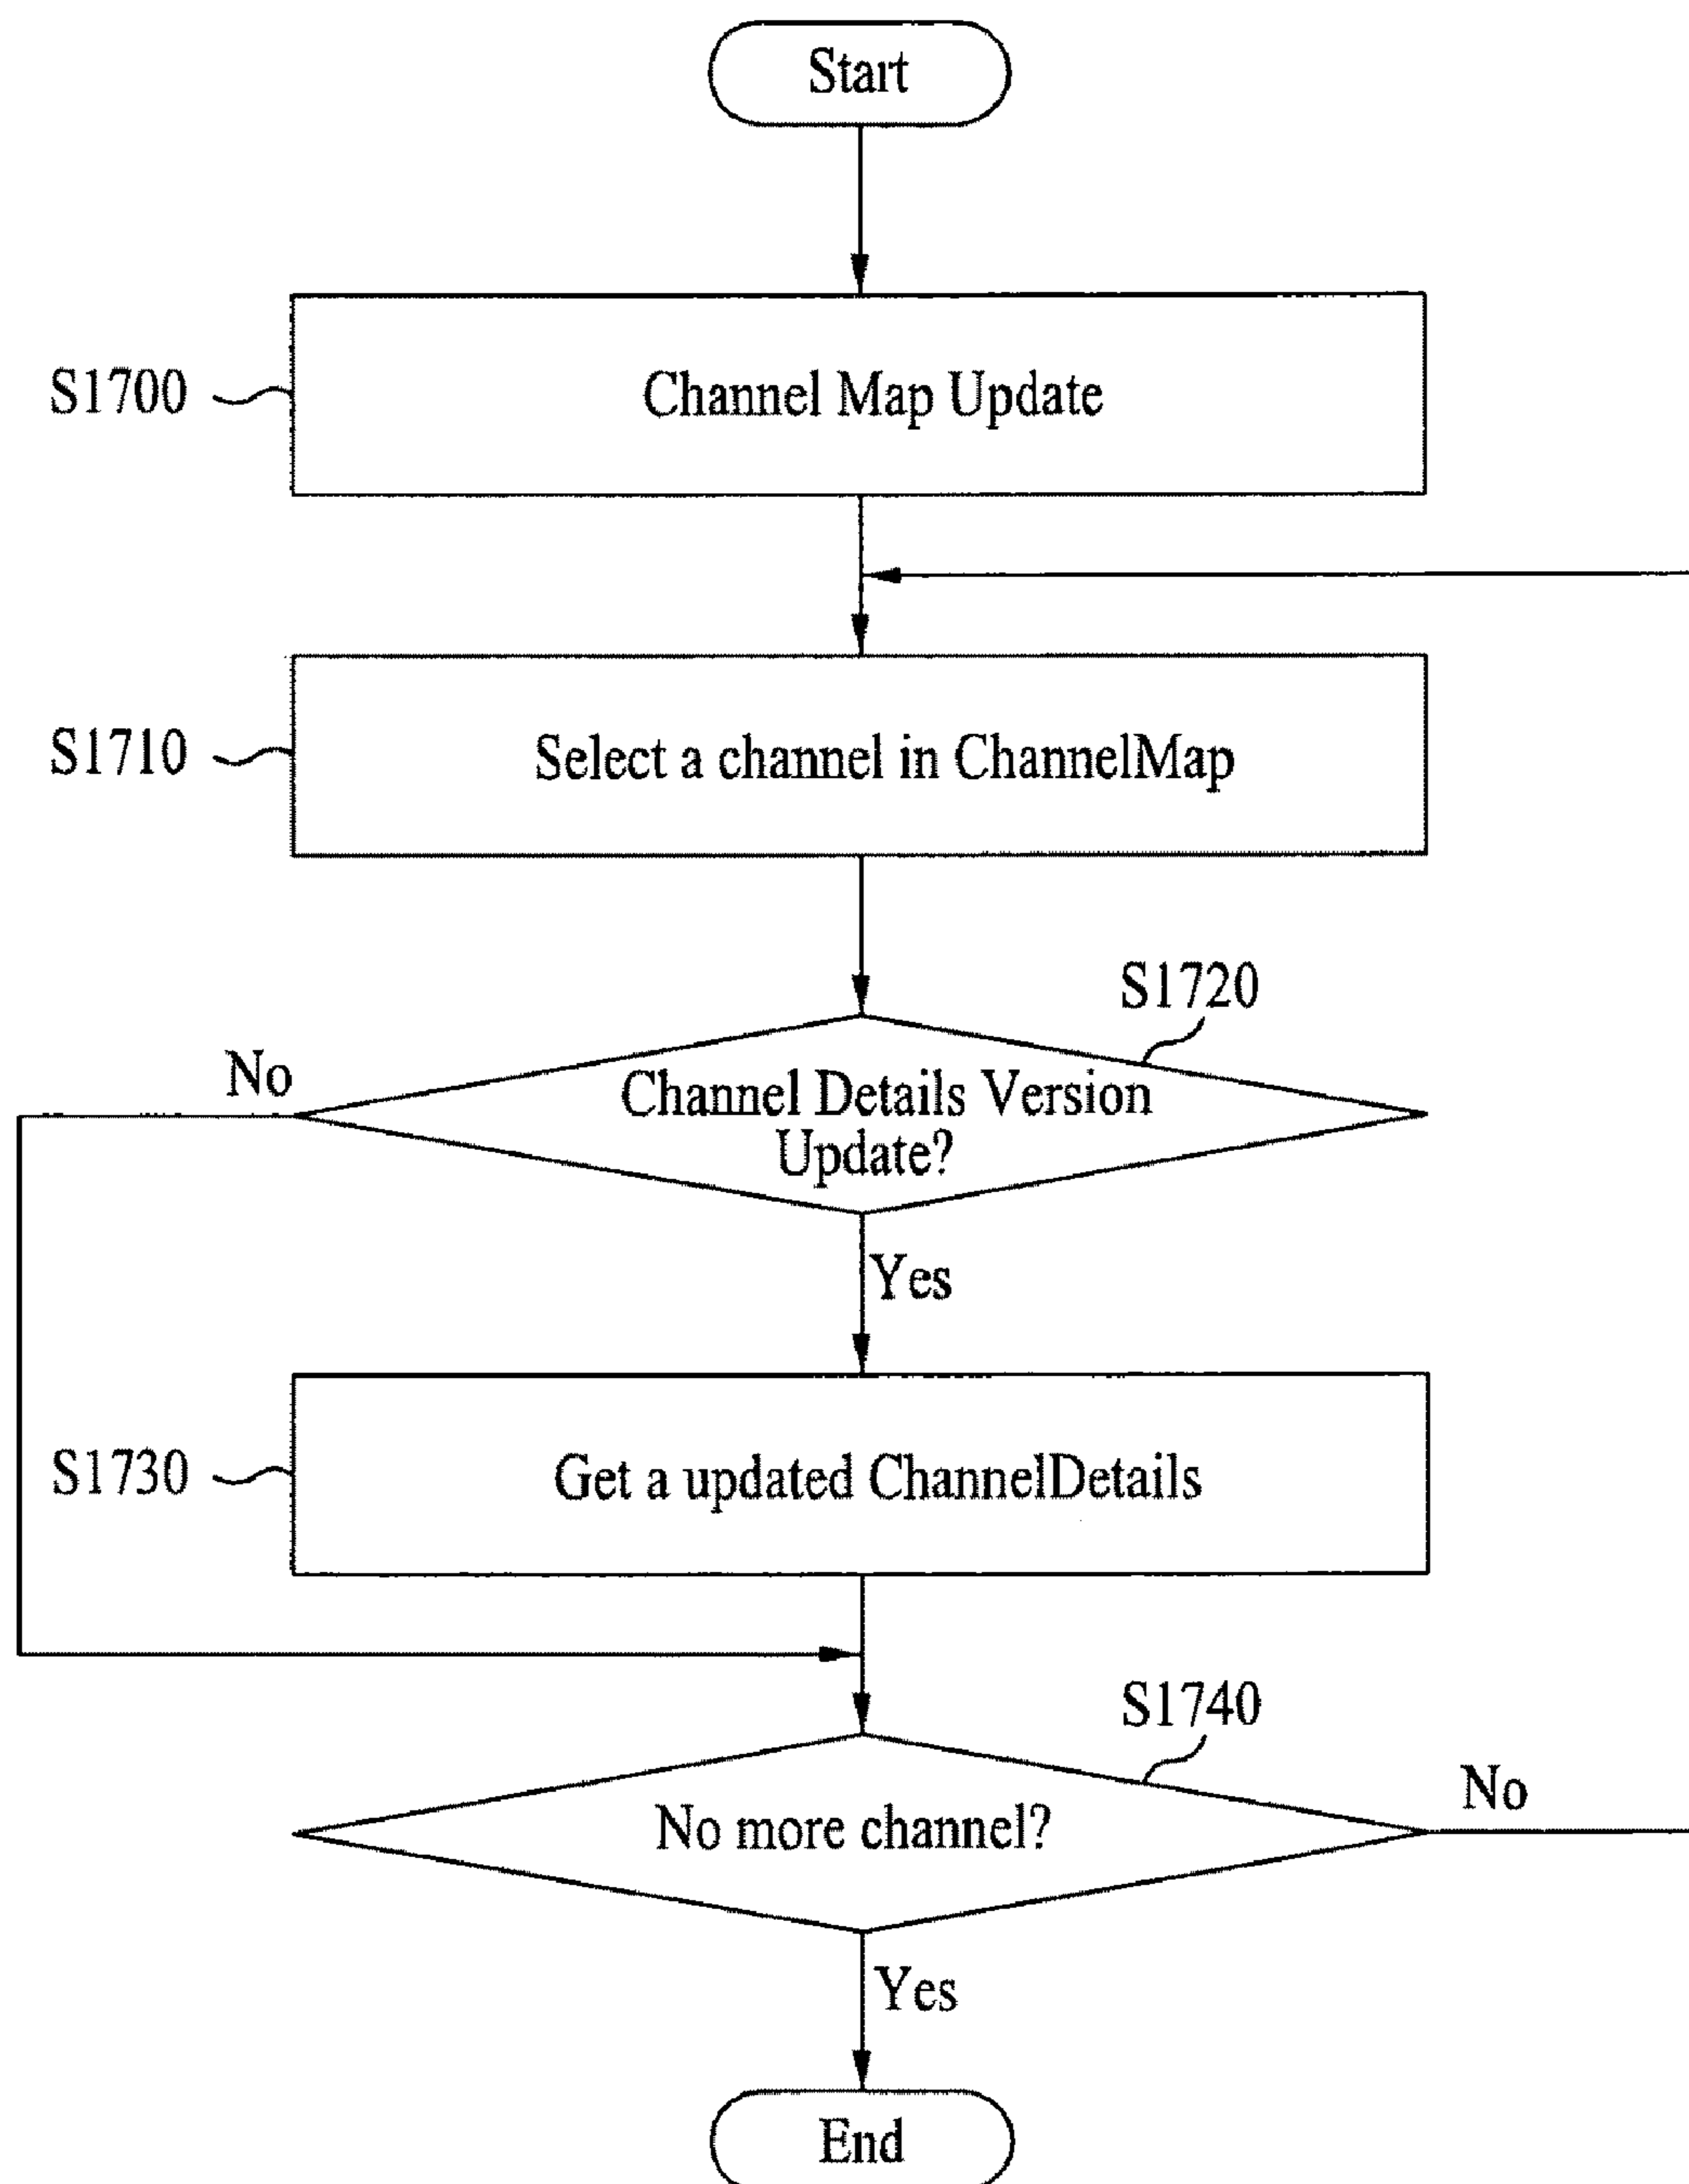 Start
S1700
Channel Map Update
S1710
Select a channel in ChannelMap
S1720
No
Channel Details Version
Update?
Yes
S1730
Get a updated ChannelDetails
S1740
No
No more channel?
Yes
End